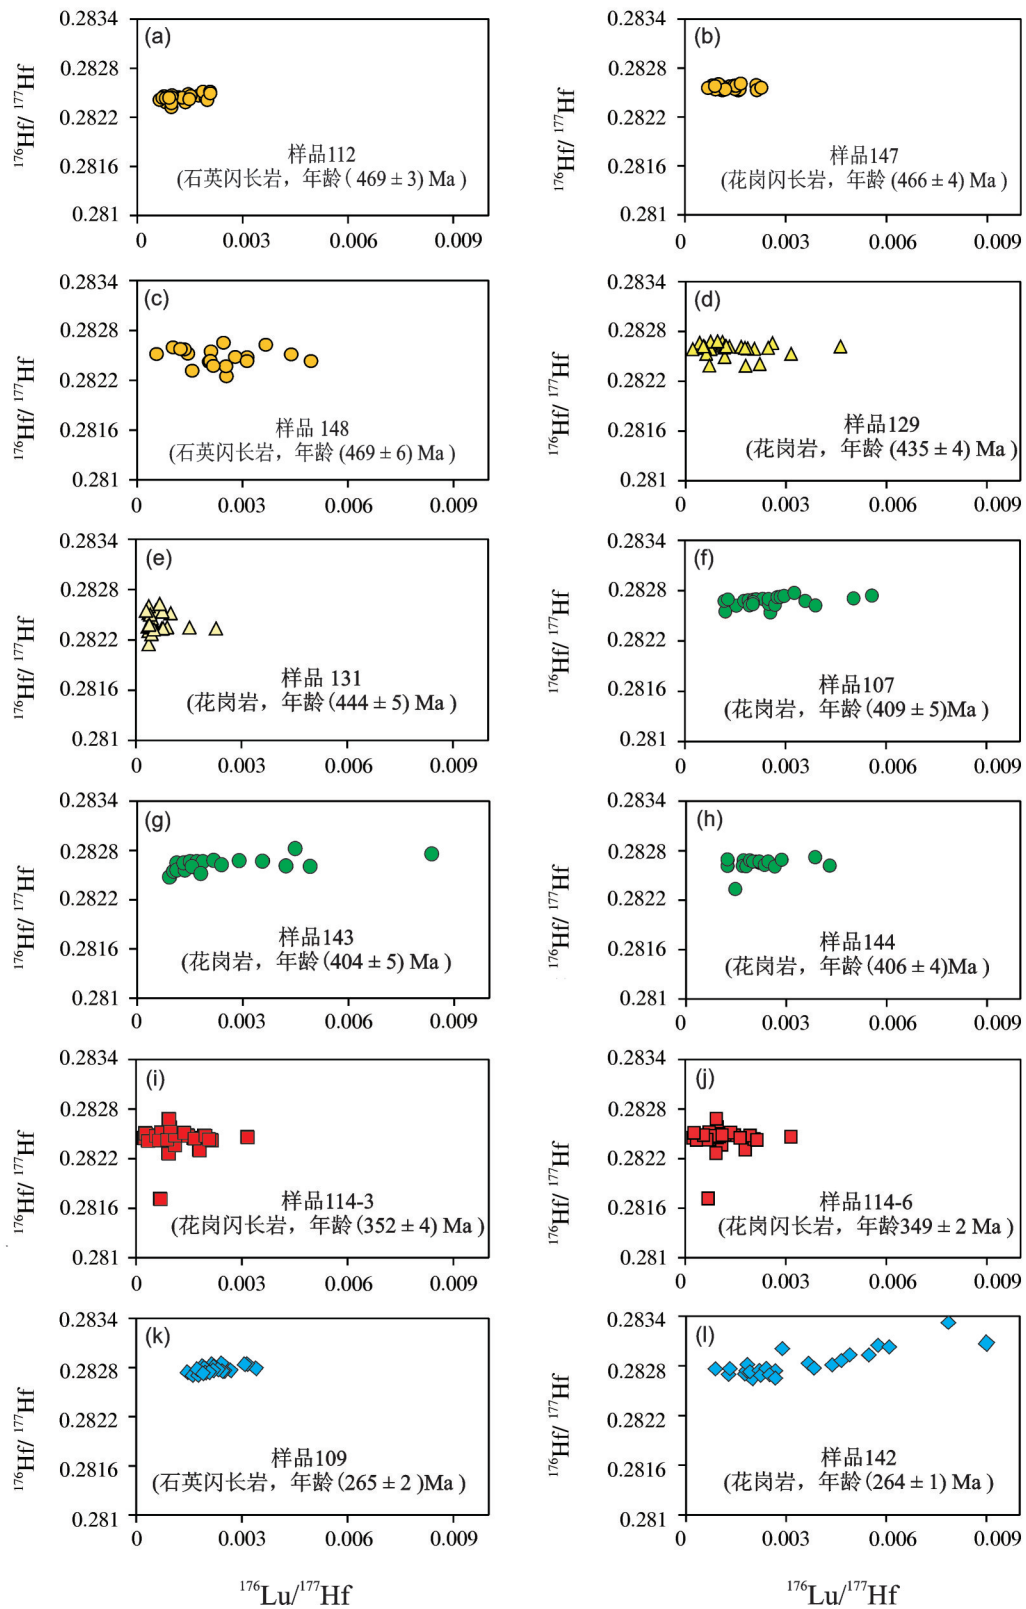 (a)
0.2834
0.2828
0.2822
0.2816
0.281
¹⁷⁶Hf/ ¹⁷⁷Hf
样品112
(石英闪长岩，年龄( 469 ± 3) Ma )
0 0.003 0.006 0.009
(b)
0.2834
0.2828
0.2822
0.2816
0.281
¹⁷⁶Hf/ ¹⁷⁷Hf
样品147
(花岗闪长岩，年龄 (466 ± 4) Ma )
0 0.003 0.006 0.009
(c)
0.2834
0.2828
0.2822
0.2816
0.281
¹⁷⁶Hf/ ¹⁷⁷Hf
样品 148
(石英闪长岩，年龄 (469 ± 6) Ma )
0 0.003 0.006 0.009
(d)
0.2834
0.2828
0.2822
0.2816
0.281
¹⁷⁶Hf/ ¹⁷⁷Hf
样品129
(花岗岩，年龄 (435 ± 4) Ma )
0 0.003 0.006 0.009
(e)
0.2834
0.2828
0.2822
0.2816
0.281
¹⁷⁶Hf/ ¹⁷⁷Hf
样品 131
(花岗岩，年龄(444 ± 5) Ma )
0 0.003 0.006 0.009
(f)
0.2834
0.2828
0.2822
0.2816
0.281
¹⁷⁶Hf/ ¹⁷⁷Hf
样品107
(花岗岩，年龄 (409 ± 5)Ma )
0 0.003 0.006 0.009
(g)
0.2834
0.2828
0.2822
0.2816
0.281
¹⁷⁶Hf/ ¹⁷⁷Hf
样品143
(花岗岩，年龄(404 ± 5) Ma )
0 0.003 0.006 0.009
(h)
0.2834
0.2828
0.2822
0.2816
0.281
¹⁷⁶Hf/ ¹⁷⁷Hf
样品144
(花岗岩，年龄(406 ± 4)Ma )
0 0.003 0.006 0.009
(i)
0.2834
0.2828
0.2822
0.2816
0.281
¹⁷⁶Hf/ ¹⁷⁷Hf
样品114-3
(花岗闪长岩，年龄(352 ± 4) Ma )
0 0.003 0.006 0.009
(j)
0.2834
0.2828
0.2822
0.2816
0.281
¹⁷⁶Hf/ ¹⁷⁷Hf
样品114-6
(花岗闪长岩，年龄349 ± 2 Ma )
0 0.003 0.006 0.009
(k)
0.2834
0.2828
0.2822
0.2816
0.281
¹⁷⁶Hf/ ¹⁷⁷Hf
样品109
(石英闪长岩，年龄(265 ± 2 )Ma )
0 0.003 0.006 0.009
¹⁷⁶Lu/¹⁷⁷Hf
(l)
0.2834
0.2828
0.2822
0.2816
0.281
¹⁷⁶Hf/ ¹⁷⁷Hf
样品142
(花岗岩，年龄(264 ± 1) Ma )
0 0.003 0.006 0.009
¹⁷⁶Lu/¹⁷⁷Hf